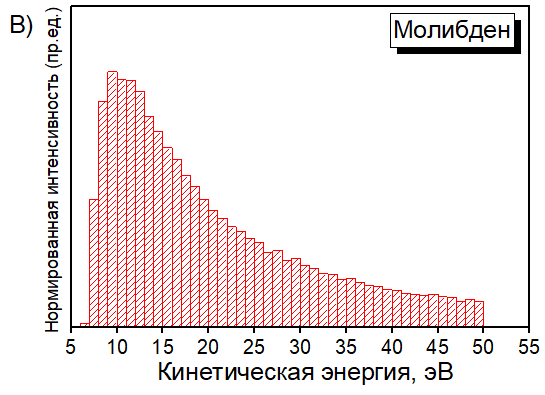 В)
Молибден
Нормированная интенсивность (пр.ед.)
5 10 15 20 25 30 35 40 45 50 55
Кинетическая энергия, эВ